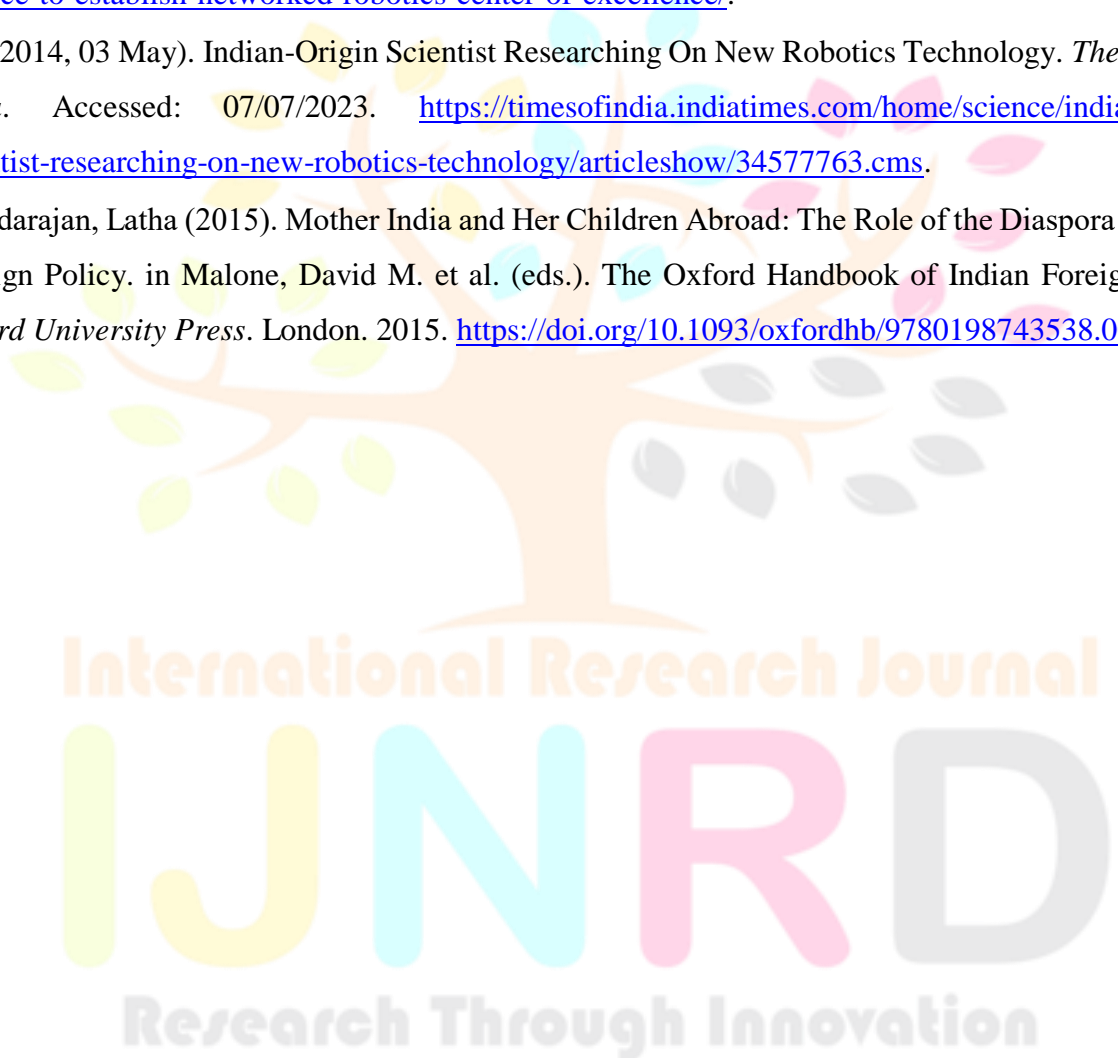 ce-to-establish-networked-robotics-center-of-excellence/.
2014, 03 May). Indian-Origin Scientist Researching On New Robotics Technology. The
. Accessed: 07/07/2023. https://timesofindia.indiatimes.com/home/science/india
tist-researching-on-new-robotics-technology/articleshow/34577763.cms.
darajan, Latha (2015). Mother India and Her Children Abroad: The Role of the Diaspora
ign Policy. in Malone, David M. et al. (eds.). The Oxford Handbook of Indian Foreig
rd University Press. London. 2015. https://doi.org/10.1093/oxfordhb/9780198743538.0
International Research Journal
IJNRD
Research Through Innovation